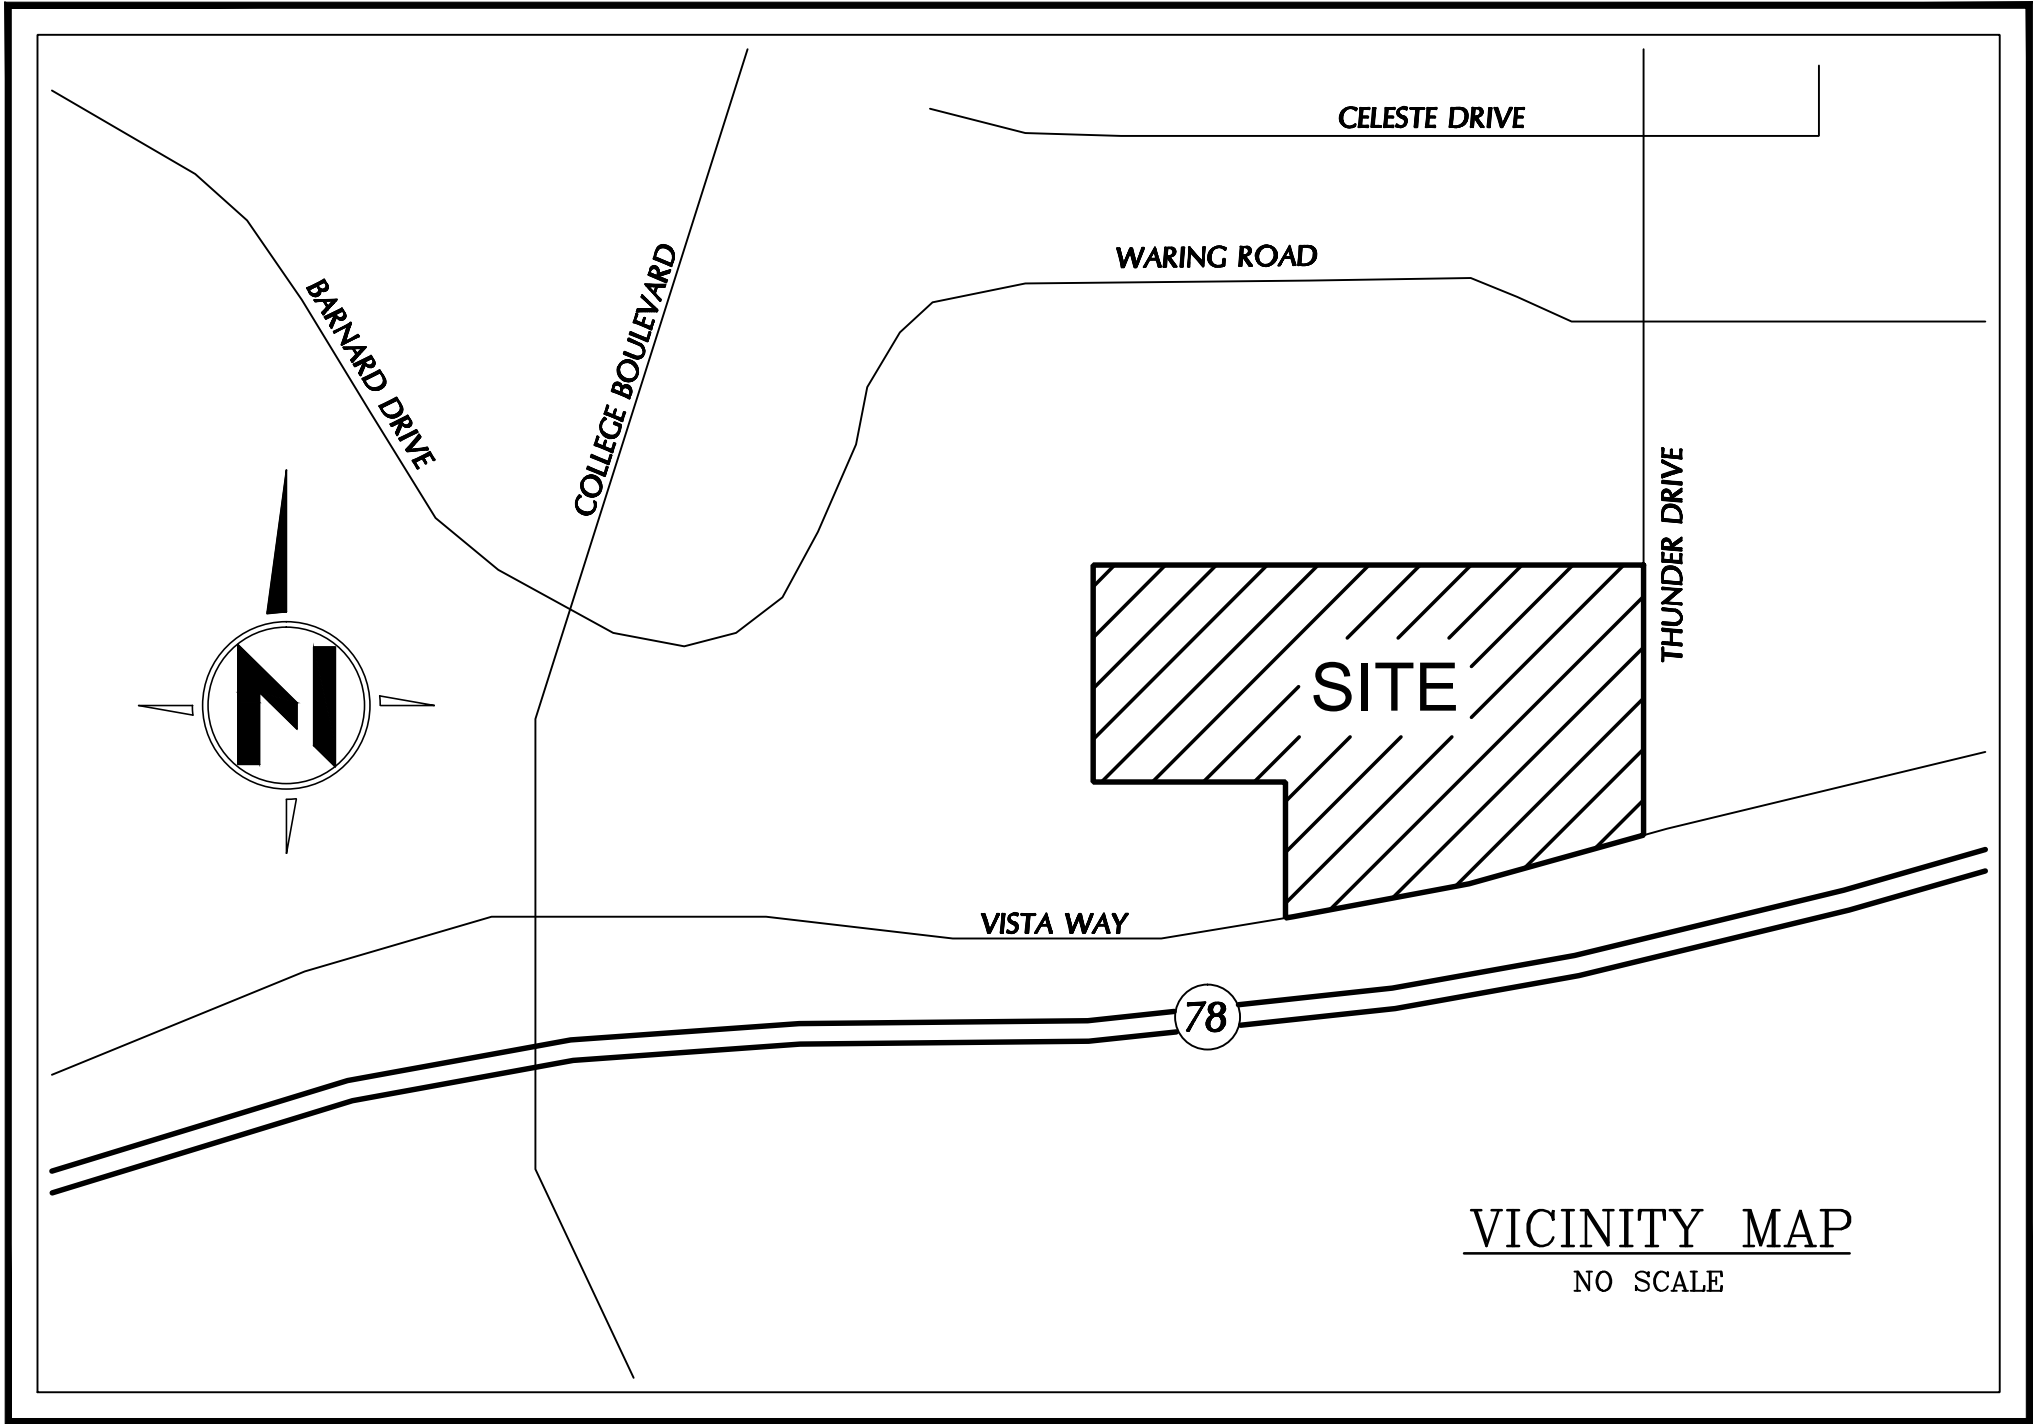 CELESTE DRIVE
WARING ROAD
BARNARD DRIVE
COLLEGE BOULEVARD
THUNDER DRIVE
N
SITE
VISTA WAY
78
VICINITY MAP
NO SCALE